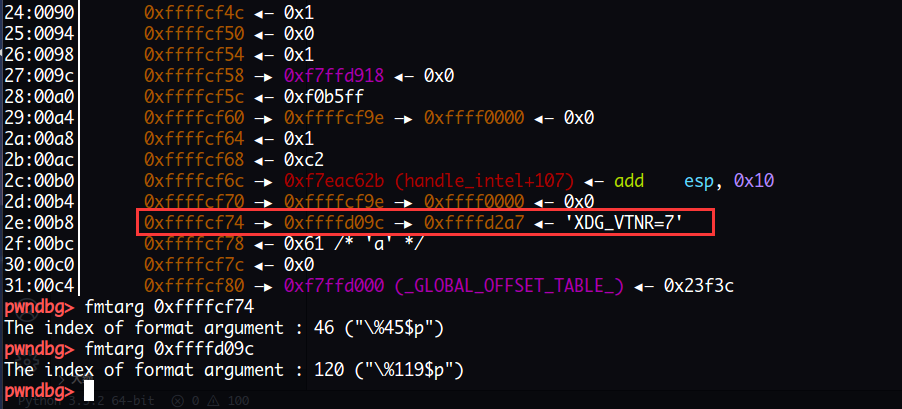 24:0090│ 0xffffcf4c ◂— 0x1
25:0094│ 0xffffcf50 ◂— 0x0
26:0098│ 0xffffcf54 ◂— 0x1
27:009c│ 0xffffcf58 —▸ 0xf7ffd918 ◂— 0x0
28:00a0│ 0xffffcf5c ◂— 0xf0b5ff
29:00a4│ 0xffffcf60 —▸ 0xffffcf9e —▸ 0xffff0000 ◂— 0x0
2a:00a8│ 0xffffcf64 ◂— 0x1
2b:00ac│ 0xffffcf68 ◂— 0xc2
2c:00b0│ 0xffffcf6c —▸ 0xf7eac62b (handle_intel+107) ◂— add esp, 0x10
2d:00b4│ 0xffffcf70 —▸ 0xffffcf9e —▸ 0xffff0000 ◂— 0x0
2e:00b8│ 0xffffcf74 —▸ 0xffffd09c —▸ 0xffffd2a7 ◂— 'XDG_VTNR=7'
2f:00bc│ 0xffffcf78 ◂— 0x61 /* 'a' */
30:00c0│ 0xffffcf7c ◂— 0x0
31:00c4│ 0xffffcf80 —▸ 0xf7ffd000 (_GLOBAL_OFFSET_TABLE_) ◂— 0x23f3c
pwndbg> fmtarg 0xffffcf74
The index of format argument : 46 ("\%45$p")
pwndbg> fmtarg 0xffffd09c
The index of format argument : 120 ("\%119$p")
pwndbg>
64-bit 0 100